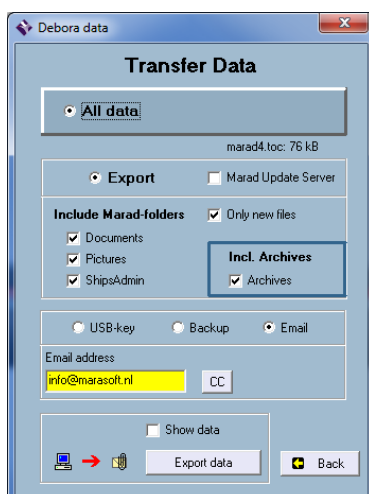 Debora data
Transfer Data
All data
marad4.toc: 76 kB
Export
Marad Update Server
Include Marad-folders
Only new files
Documents
Pictures
ShipsAdmin
Incl. Archives
Archives
USB-key
Backup
Email
Email address
info@marasoft.nl
CC
Show data
Export data
Back